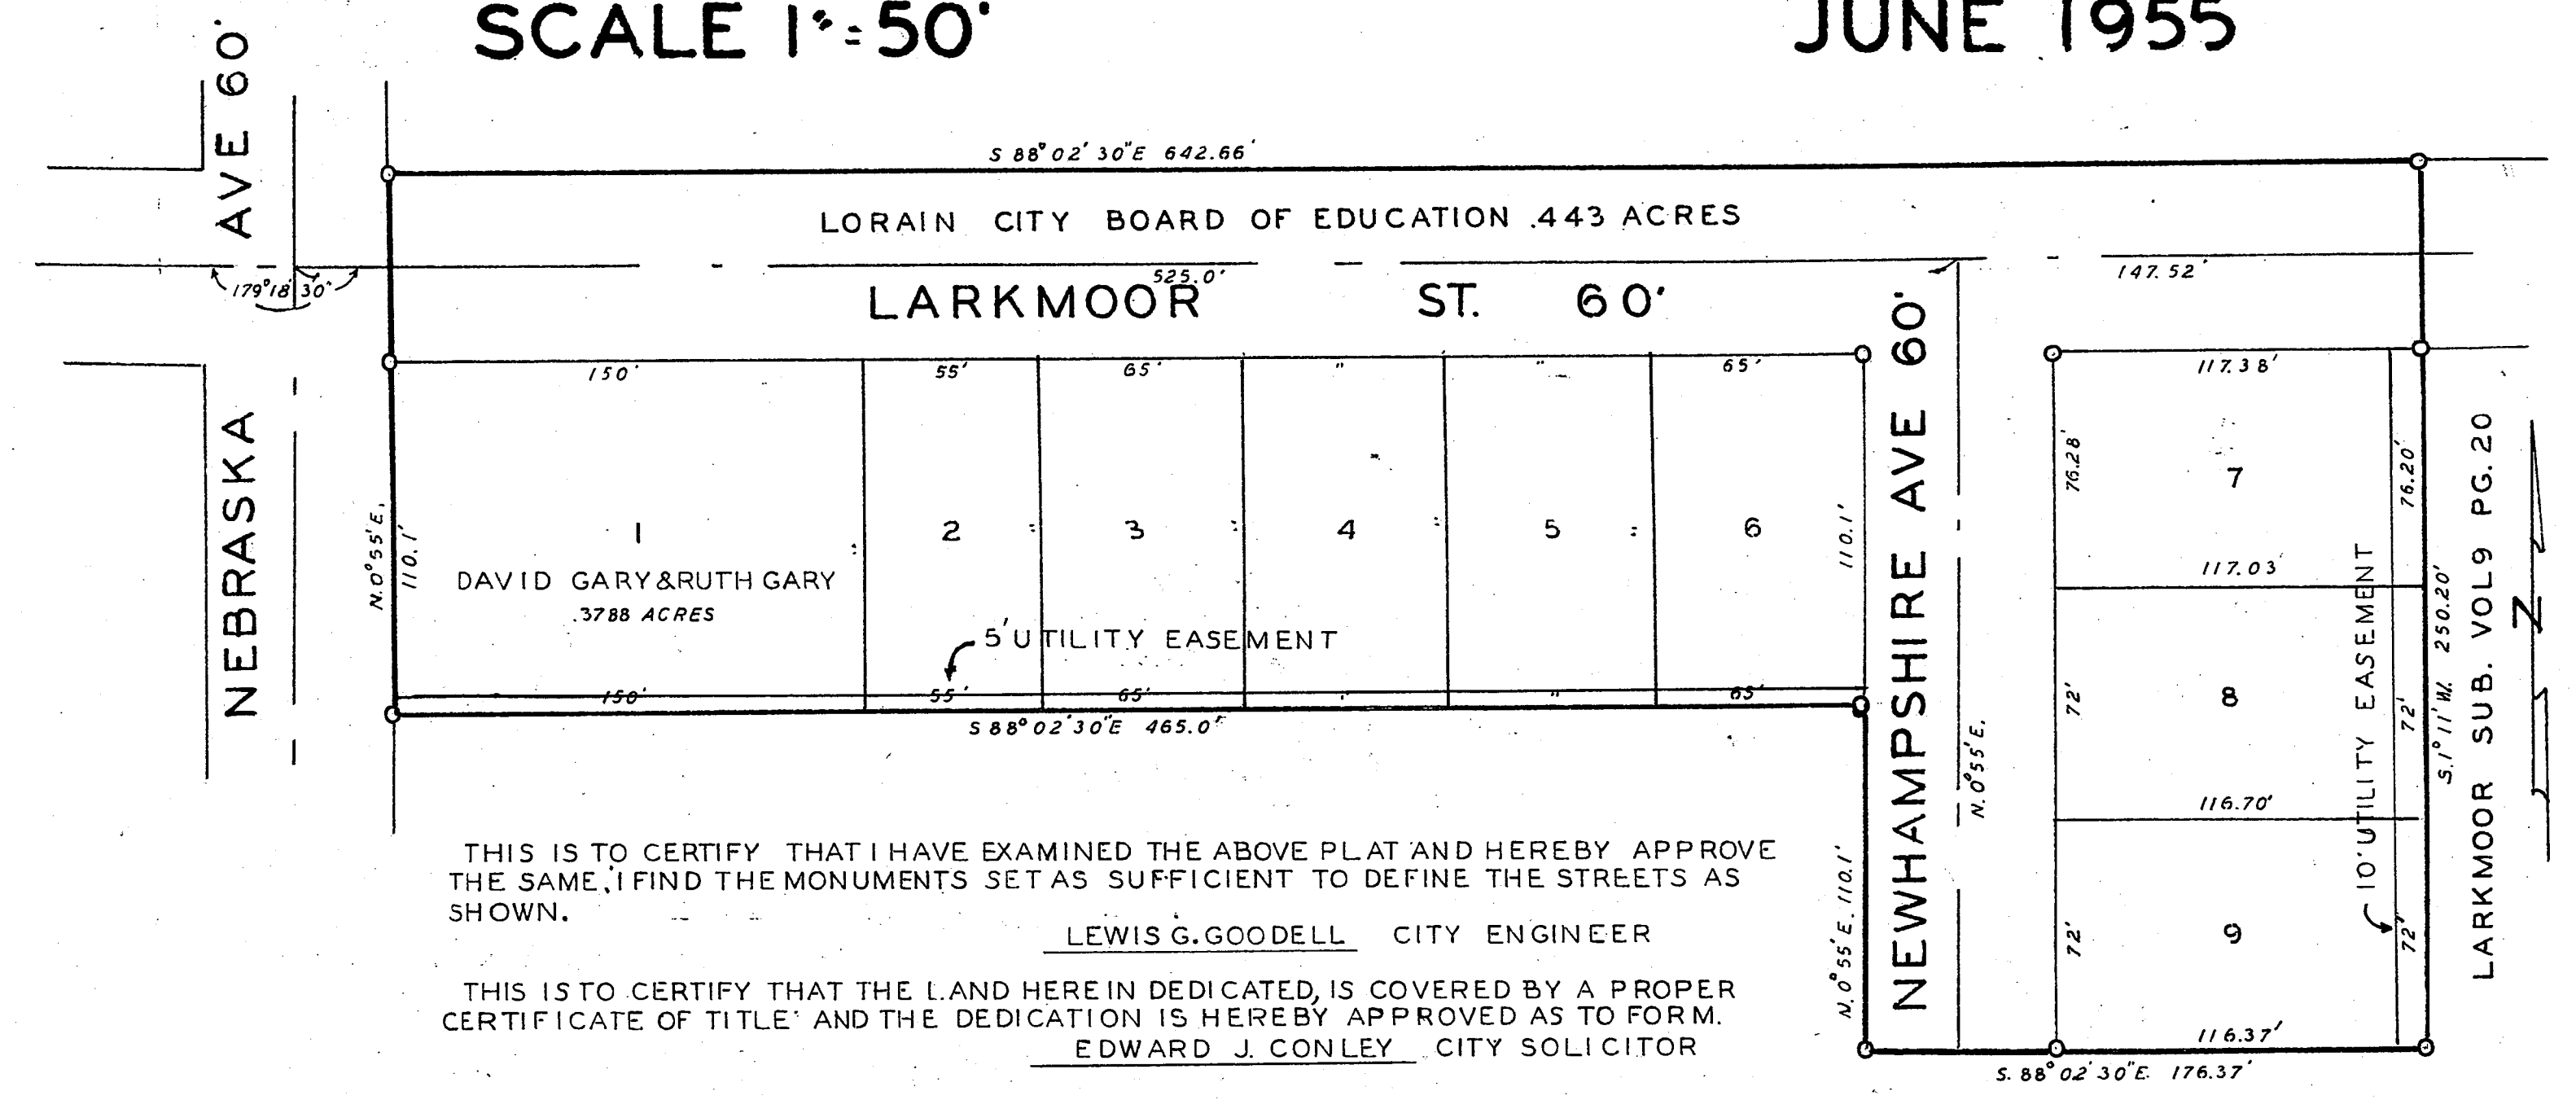 SCALE 1"=50'
JUNE 1955
AVE 60'
S 88° 02' 30"E 642.66'
LORAIN CITY BOARD OF EDUCATION .443 ACRES
525.0'
147.52'
179°18' 30"
LARKMOOR ST. 60'
150' 55' 65' " " 65'
117.38'
NEBRASKA
N.0°55'E.
110.1'
1
2
3
4
5
6
DAVID GARY & RUTH GARY
.3788 ACRES
5' UTILITY EASEMENT
150' 55' 65' " " 65'
S 88° 02' 30"E 465.0'
110.1'
NEWHAMPSHIRE AVE 60'
N.0°55'E.
N.0°55'E. 110.1'
76.28'
7
76.20'
117.03'
72'
8
72'
116.70'
72'
9
72'
116.37'
10' UTILITY EASEMENT
S.1° 11' W. 250.20'
LARKMOOR SUB. VOL 9 PG. 20
N
S. 88° 02' 30"E. 176.37'
THIS IS TO CERTIFY THAT I HAVE EXAMINED THE ABOVE PLAT AND HEREBY APPROVE
THE SAME, I FIND THE MONUMENTS SET AS SUFFICIENT TO DEFINE THE STREETS AS
SHOWN.
LEWIS G. GOODELL CITY ENGINEER
THIS IS TO CERTIFY THAT THE LAND HEREIN DEDICATED, IS COVERED BY A PROPER
CERTIFICATE OF TITLE AND THE DEDICATION IS HEREBY APPROVED AS TO FORM.
EDWARD J. CONLEY CITY SOLICITOR